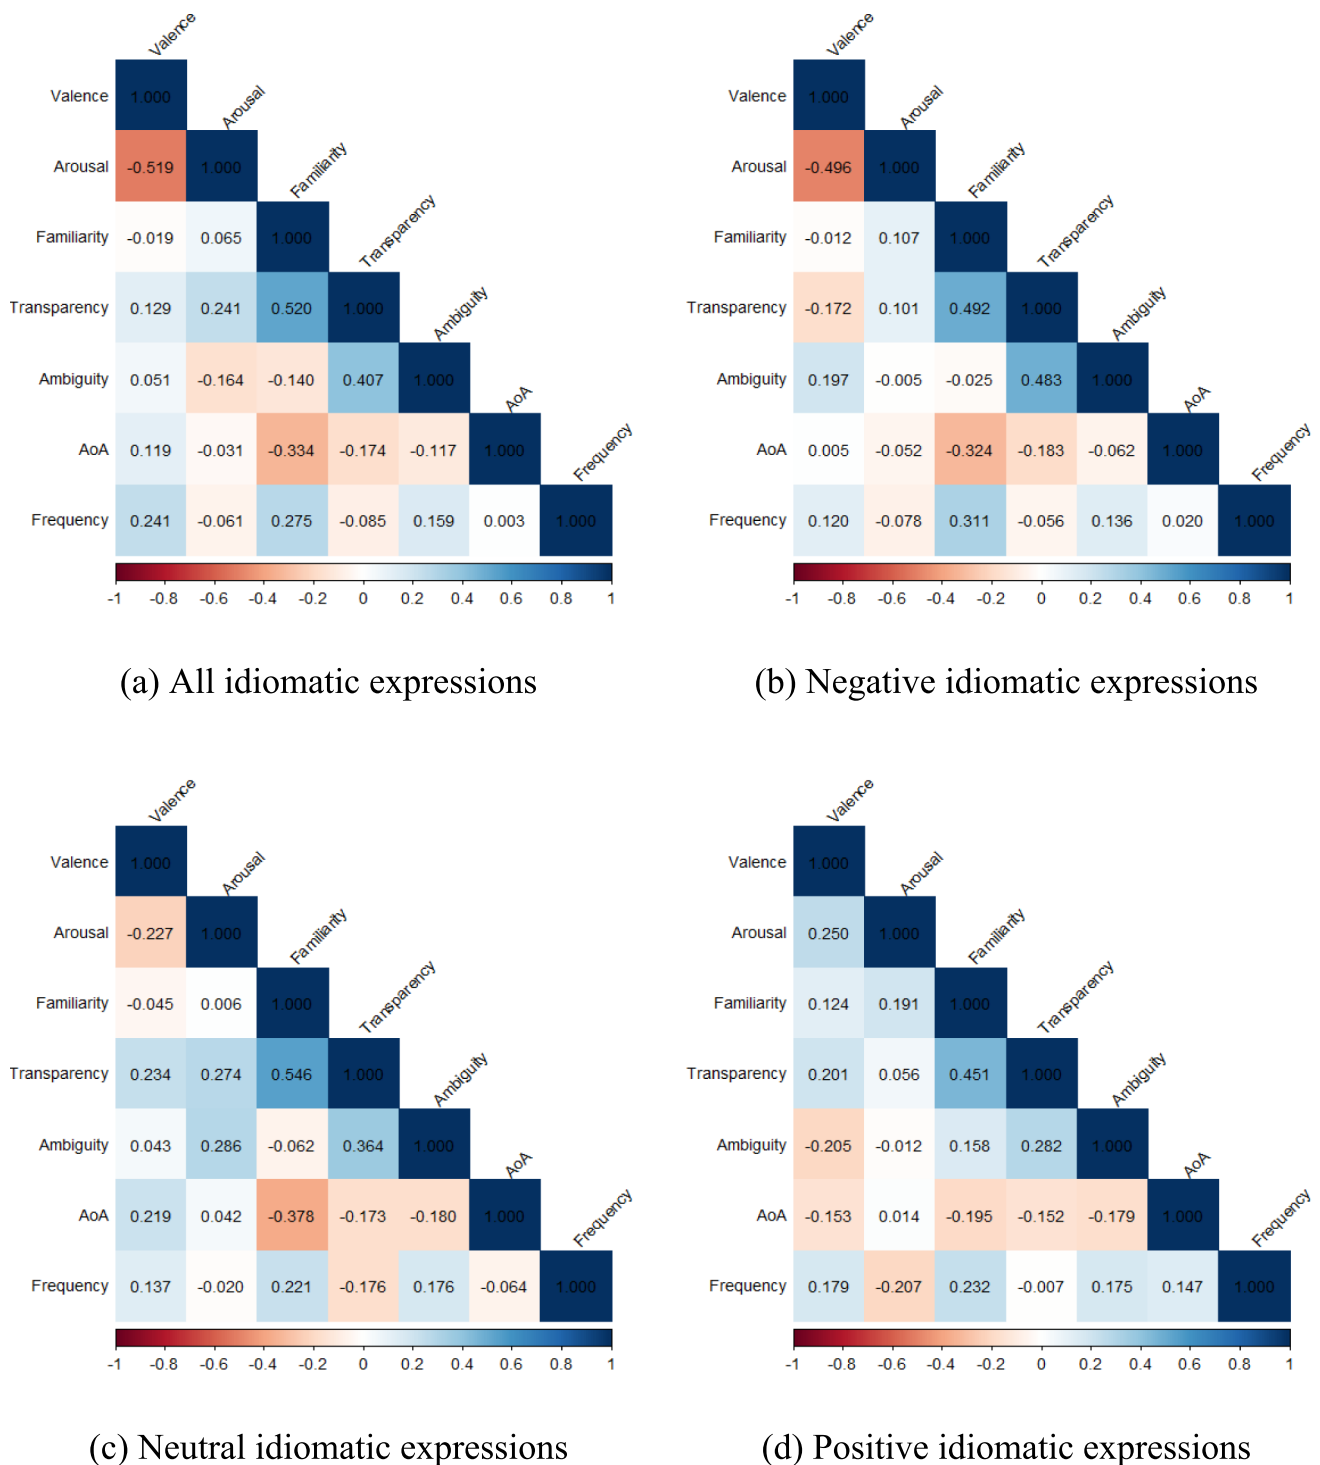 Valence
Valence 1.000 Arousal
Arousal -0.519 1.000 Familiarity
Familiarity -0.019 0.065 1.000 Transparency
Transparency 0.129 0.241 0.520 1.000 Ambiguity
Ambiguity 0.051 -0.164 -0.140 0.407 1.000 AoA
AoA 0.119 -0.031 -0.334 -0.174 -0.117 1.000 Frequency
Frequency 0.241 -0.061 0.275 -0.085 0.159 0.003 1.000
-1 -0.8 -0.6 -0.4 -0.2 0 0.2 0.4 0.6 0.8 1
(a) All idiomatic expressions
Valence
Valence 1.000 Arousal
Arousal -0.496 1.000 Familiarity
Familiarity -0.012 0.107 1.000 Transparency
Transparency -0.172 0.101 0.492 1.000 Ambiguity
Ambiguity 0.197 -0.005 -0.025 0.483 1.000 AoA
AoA 0.005 -0.052 -0.324 -0.183 -0.062 1.000 Frequency
Frequency 0.120 -0.078 0.311 -0.056 0.136 0.020 1.000
-1 -0.8 -0.6 -0.4 -0.2 0 0.2 0.4 0.6 0.8 1
(b) Negative idiomatic expressions
Valence
Valence 1.000 Arousal
Arousal -0.227 1.000 Familiarity
Familiarity -0.045 0.006 1.000 Transparency
Transparency 0.234 0.274 0.546 1.000 Ambiguity
Ambiguity 0.043 0.286 -0.062 0.364 1.000 AoA
AoA 0.219 0.042 -0.378 -0.173 -0.180 1.000 Frequency
Frequency 0.137 -0.020 0.221 -0.176 0.176 -0.064 1.000
-1 -0.8 -0.6 -0.4 -0.2 0 0.2 0.4 0.6 0.8 1
(c) Neutral idiomatic expressions
Valence
Valence 1.000 Arousal
Arousal 0.250 1.000 Familiarity
Familiarity 0.124 0.191 1.000 Transparency
Transparency 0.201 0.056 0.451 1.000 Ambiguity
Ambiguity -0.205 -0.012 0.158 0.282 1.000 AoA
AoA -0.153 0.014 -0.195 -0.152 -0.179 1.000 Frequency
Frequency 0.179 -0.207 0.232 -0.007 0.175 0.147 1.000
-1 -0.8 -0.6 -0.4 -0.2 0 0.2 0.4 0.6 0.8 1
(d) Positive idiomatic expressions